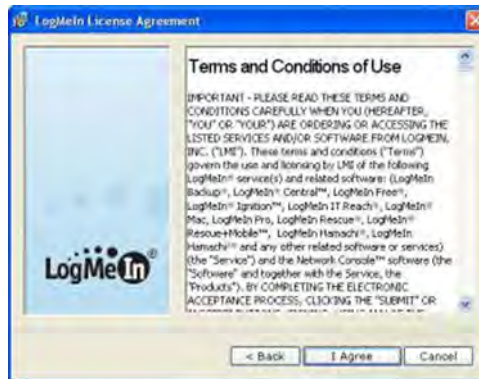 LogMeIn License Agreement
Terms and Conditions of Use
IMPORTANT - PLEASE READ THESE TERMS AND
CONDITIONS CAREFULLY WHEN YOU (HEREAFTER,
"YOU" OR "YOUR") ARE ORDERING OR ACCESSING THE
LISTED SERVICES AND/OR SOFTWARE FROM LOGMEIN,
INC. ("LMI"). These terms and conditions ("Terms")
govern the use and licensing by LMI of the following
LogMeIn® service(s) and related software: (LogMeIn
Backup®, LogMeIn® Central™, LogMeIn Free®,
LogMeIn® Ignition™, LogMeIn IT Reach®, LogMeIn®
Mac, LogMeIn Pro, LogMeIn Rescue®, LogMeIn®
Rescue+Mobile™, LogMeIn Hamachi®, LogMeIn
Hamachi²® and any other related software or services)
(the "Service") and the Network Console™ software (the
"Software" and together with the Service, the
"Products"). BY COMPLETING THE ELECTRONIC
ACCEPTANCE PROCESS, CLICKING THE "SUBMIT" OR
LogMeIn®
< Back
I Agree
Cancel